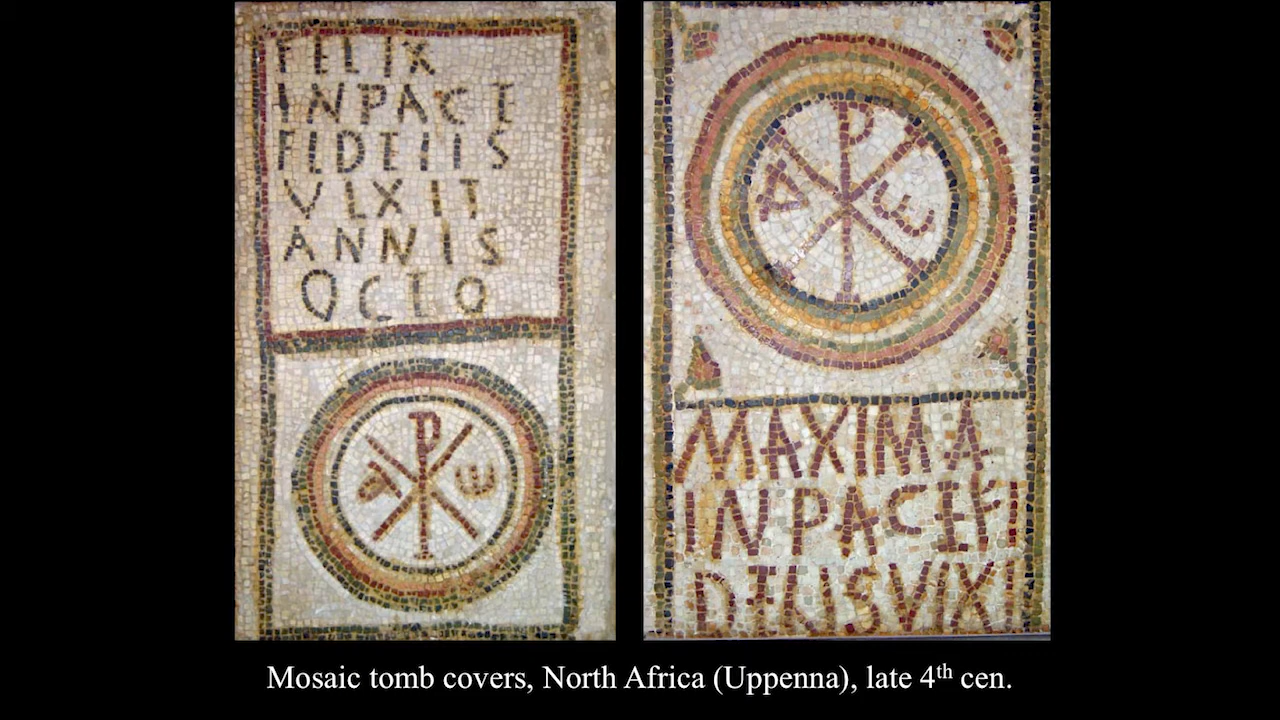 FELIX
INPACE
FIDELIS
VIXIT
ANNIS
OCTO
Α Ρ Ω
Α Ρ ω
MAXIMA
INPACEFI
DELISVIXI
Mosaic tomb covers, North Africa (Uppenna), late 4th cen.